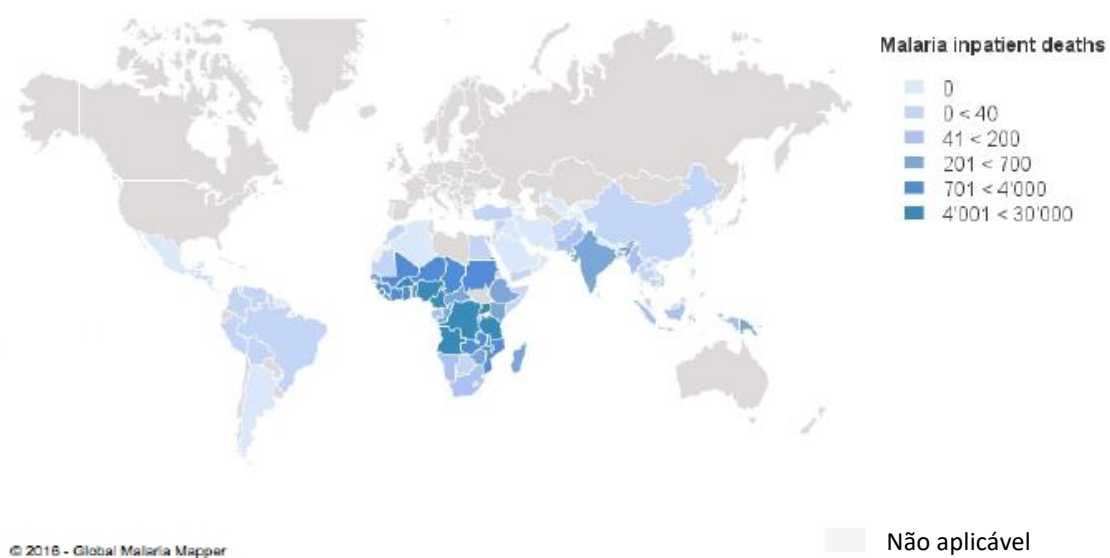 Malaria inpatient deaths
0
0 < 40
41 < 200
201 < 700
701 < 4'000
4'001 < 30'000
© 2016 - Global Malaria Mapper
Não aplicável